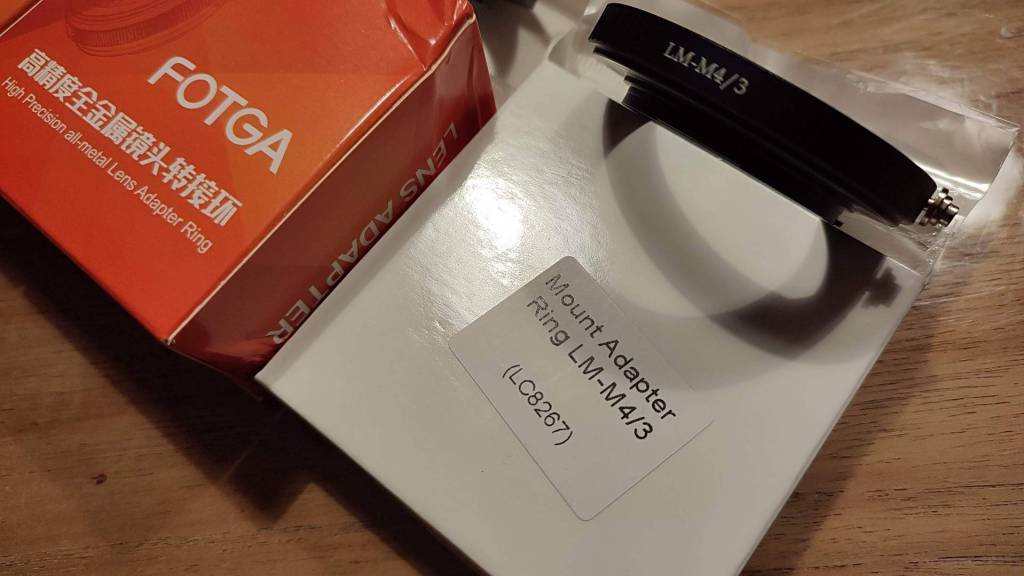 FOTGA
高精度全金属镜头转接环
High Precision all-metal Lens Adapter Ring
LENS ADAPTER
LM-M4/3
Mount Adapter
Ring LM-M4/3
(LC8267)